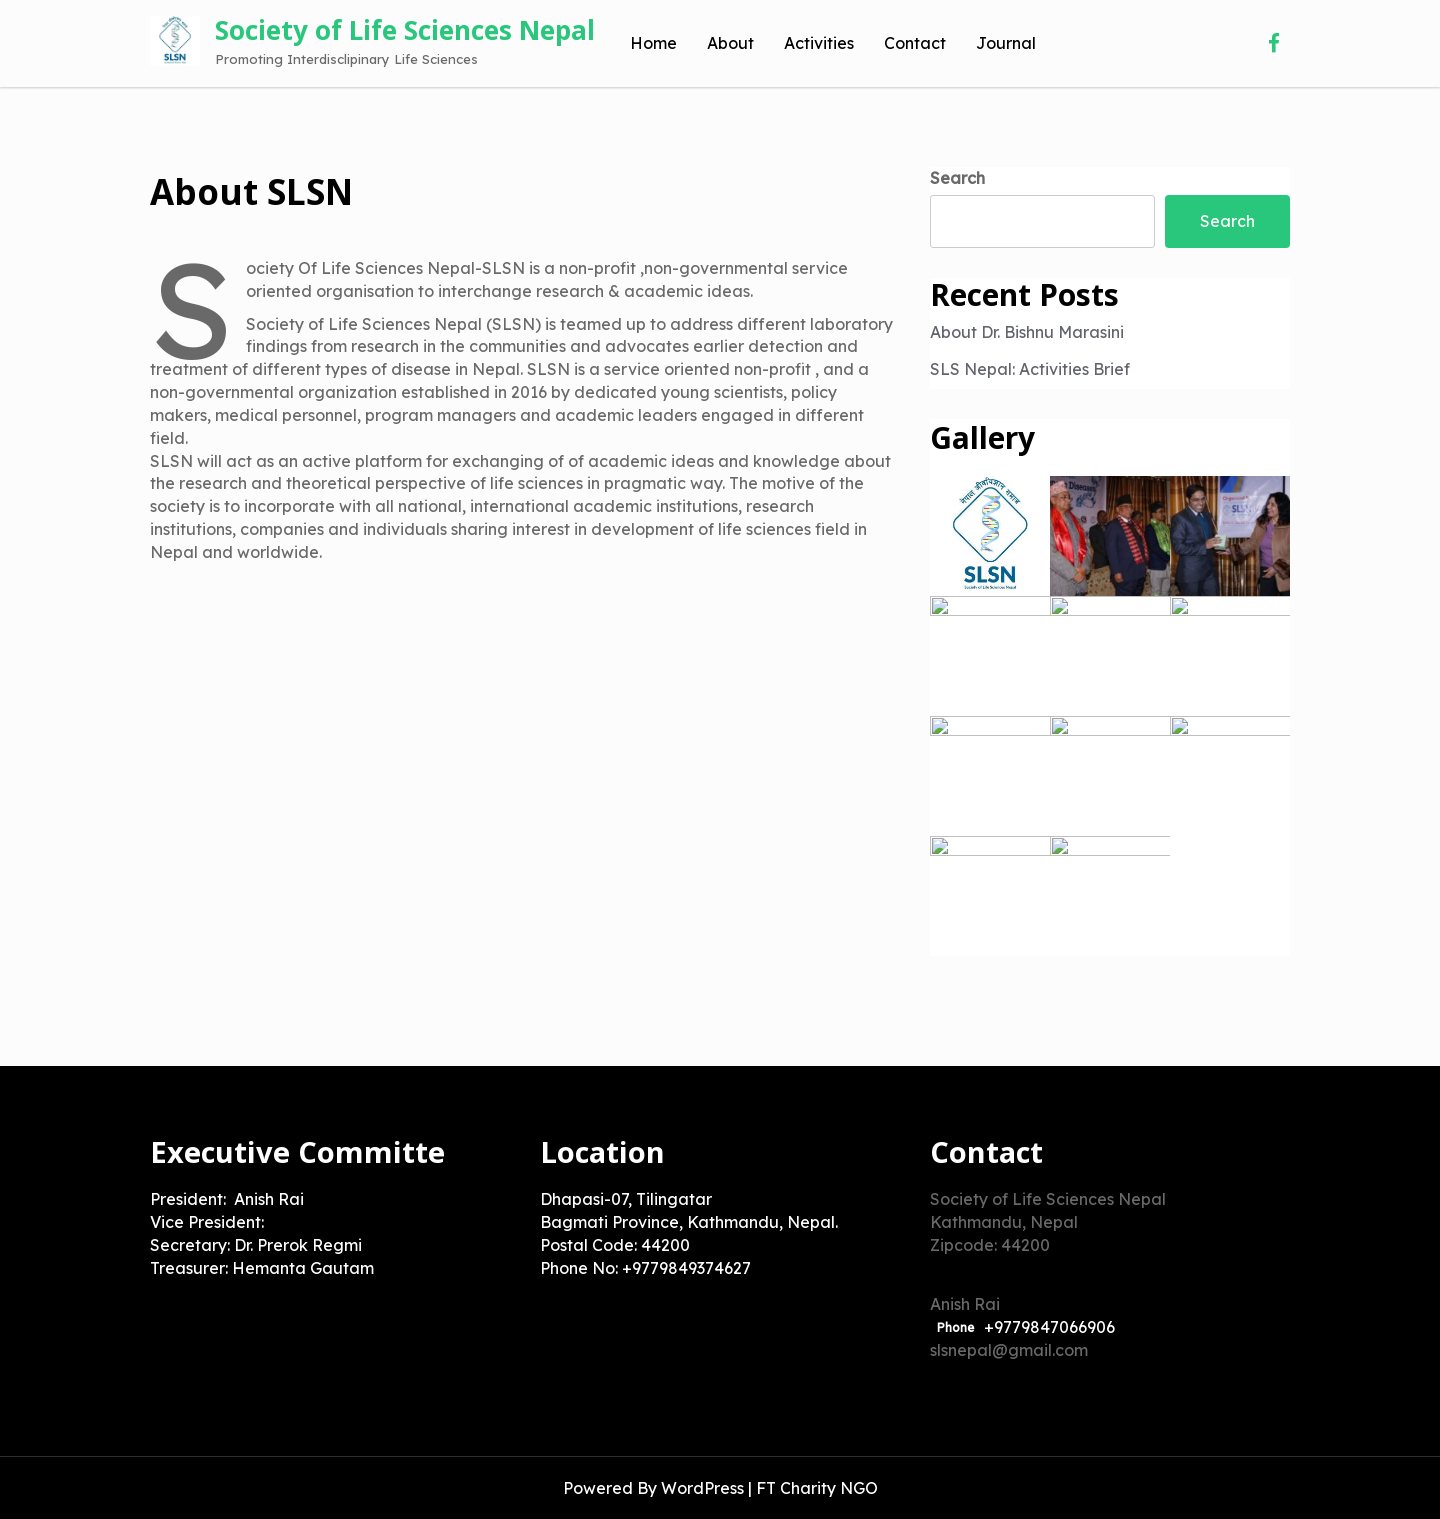 SLSN
Society of Life Sciences Nepal
Promoting Interdisclipinary Life Sciences
Home
About
Activities
Contact
Journal
About SLSN
Society Of Life Sciences Nepal-SLSN is a non-profit ,non-governmental service
oriented organisation to interchange research & academic ideas.
Society of Life Sciences Nepal (SLSN) is teamed up to address different laboratory
findings from research in the communities and advocates earlier detection and
treatment of different types of disease in Nepal. SLSN is a service oriented non-profit , and a
non-governmental organization established in 2016 by dedicated young scientists, policy
makers, medical personnel, program managers and academic leaders engaged in different
field.
SLSN will act as an active platform for exchanging of of academic ideas and knowledge about
the research and theoretical perspective of life sciences in pragmatic way. The motive of the
society is to incorporate with all national, international academic institutions, research
institutions, companies and individuals sharing interest in development of life sciences field in
Nepal and worldwide.
Search
Search
Recent Posts
About Dr. Bishnu Marasini
SLS Nepal: Activities Brief
Gallery
नेपाल जीवविज्ञान समाज
SLSN
Society of Life Sciences Nepal
Executive Committe
President:  Anish Rai
Vice President:
Secretary: Dr. Prerok Regmi
Treasurer: Hemanta Gautam
Location
Dhapasi-07, Tilingatar
Bagmati Province, Kathmandu, Nepal.
Postal Code: 44200
Phone No: +9779849374627
Contact
Society of Life Sciences Nepal
Kathmandu, Nepal
Zipcode: 44200
Anish Rai
Phone +9779847066906
slsnepal@gmail.com
Powered By WordPress | FT Charity NGO